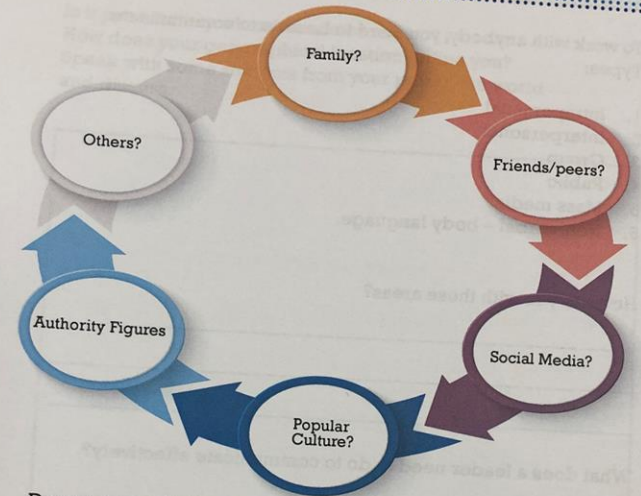 Family?
Friends/peers?
Social Media?
Popular
Culture?
Authority Figures
Others?